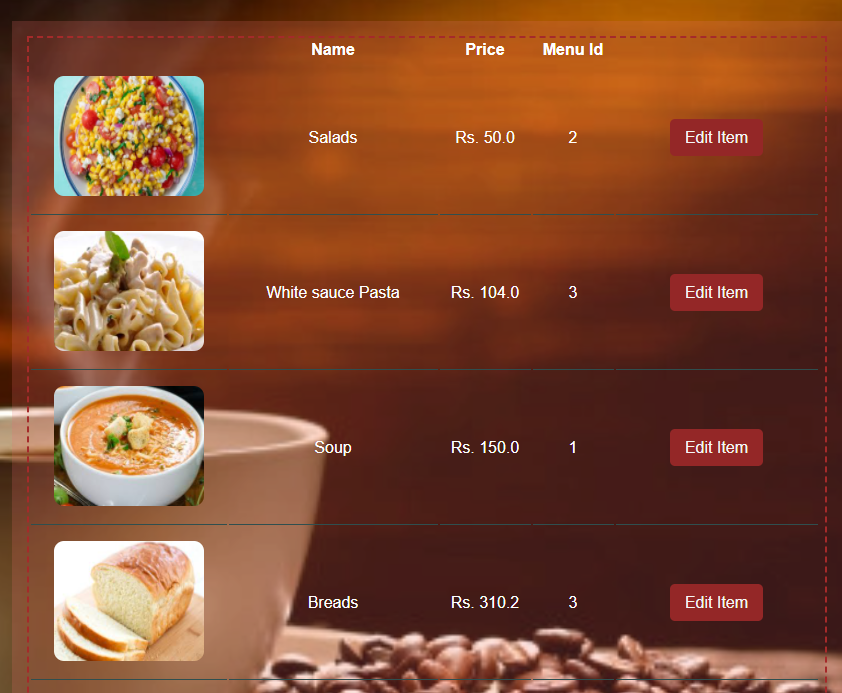 Name Price Menu Id
Salads Rs. 50.0 2 Edit Item
White sauce Pasta Rs. 104.0 3 Edit Item
Soup Rs. 150.0 1 Edit Item
Breads Rs. 310.2 3 Edit Item